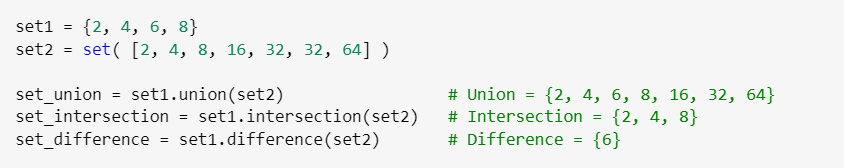 set1 = {2, 4, 6, 8}
set2 = set( [2, 4, 8, 16, 32, 32, 64] )

set_union = set1.union(set2)                 # Union = {2, 4, 6, 8, 16, 32, 64}
set_intersection = set1.intersection(set2)   # Intersection = {2, 4, 8}
set_difference = set1.difference(set2)       # Difference = {6}